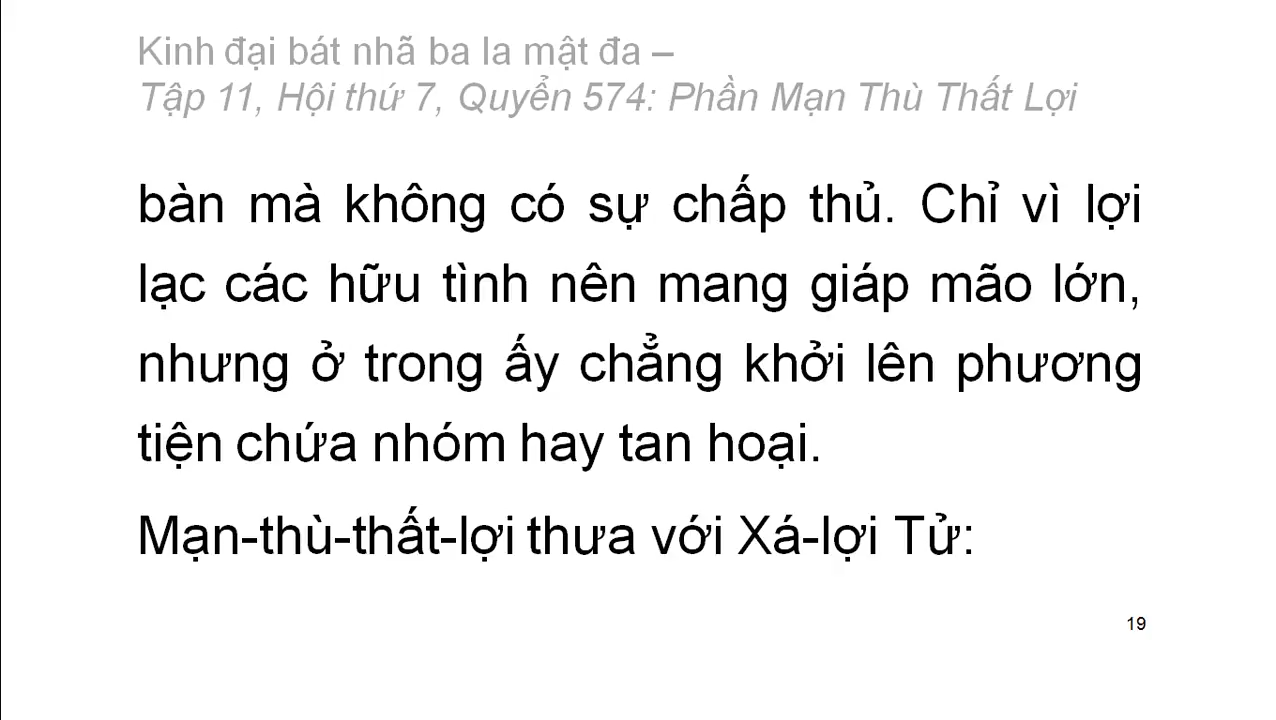 Kinh đại bát nhã ba la mật đa –
Tập 11, Hội thứ 7, Quyển 574: Phần Mạn Thù Thất Lợi
bàn mà không có sự chấp thủ. Chỉ vì lợi
lạc các hữu tình nên mang giáp mão lớn,
nhưng ở trong ấy chẳng khởi lên phương
tiện chứa nhóm hay tan hoại.
Mạn-thù-thất-lợi thưa với Xá-lợi Tử:
19